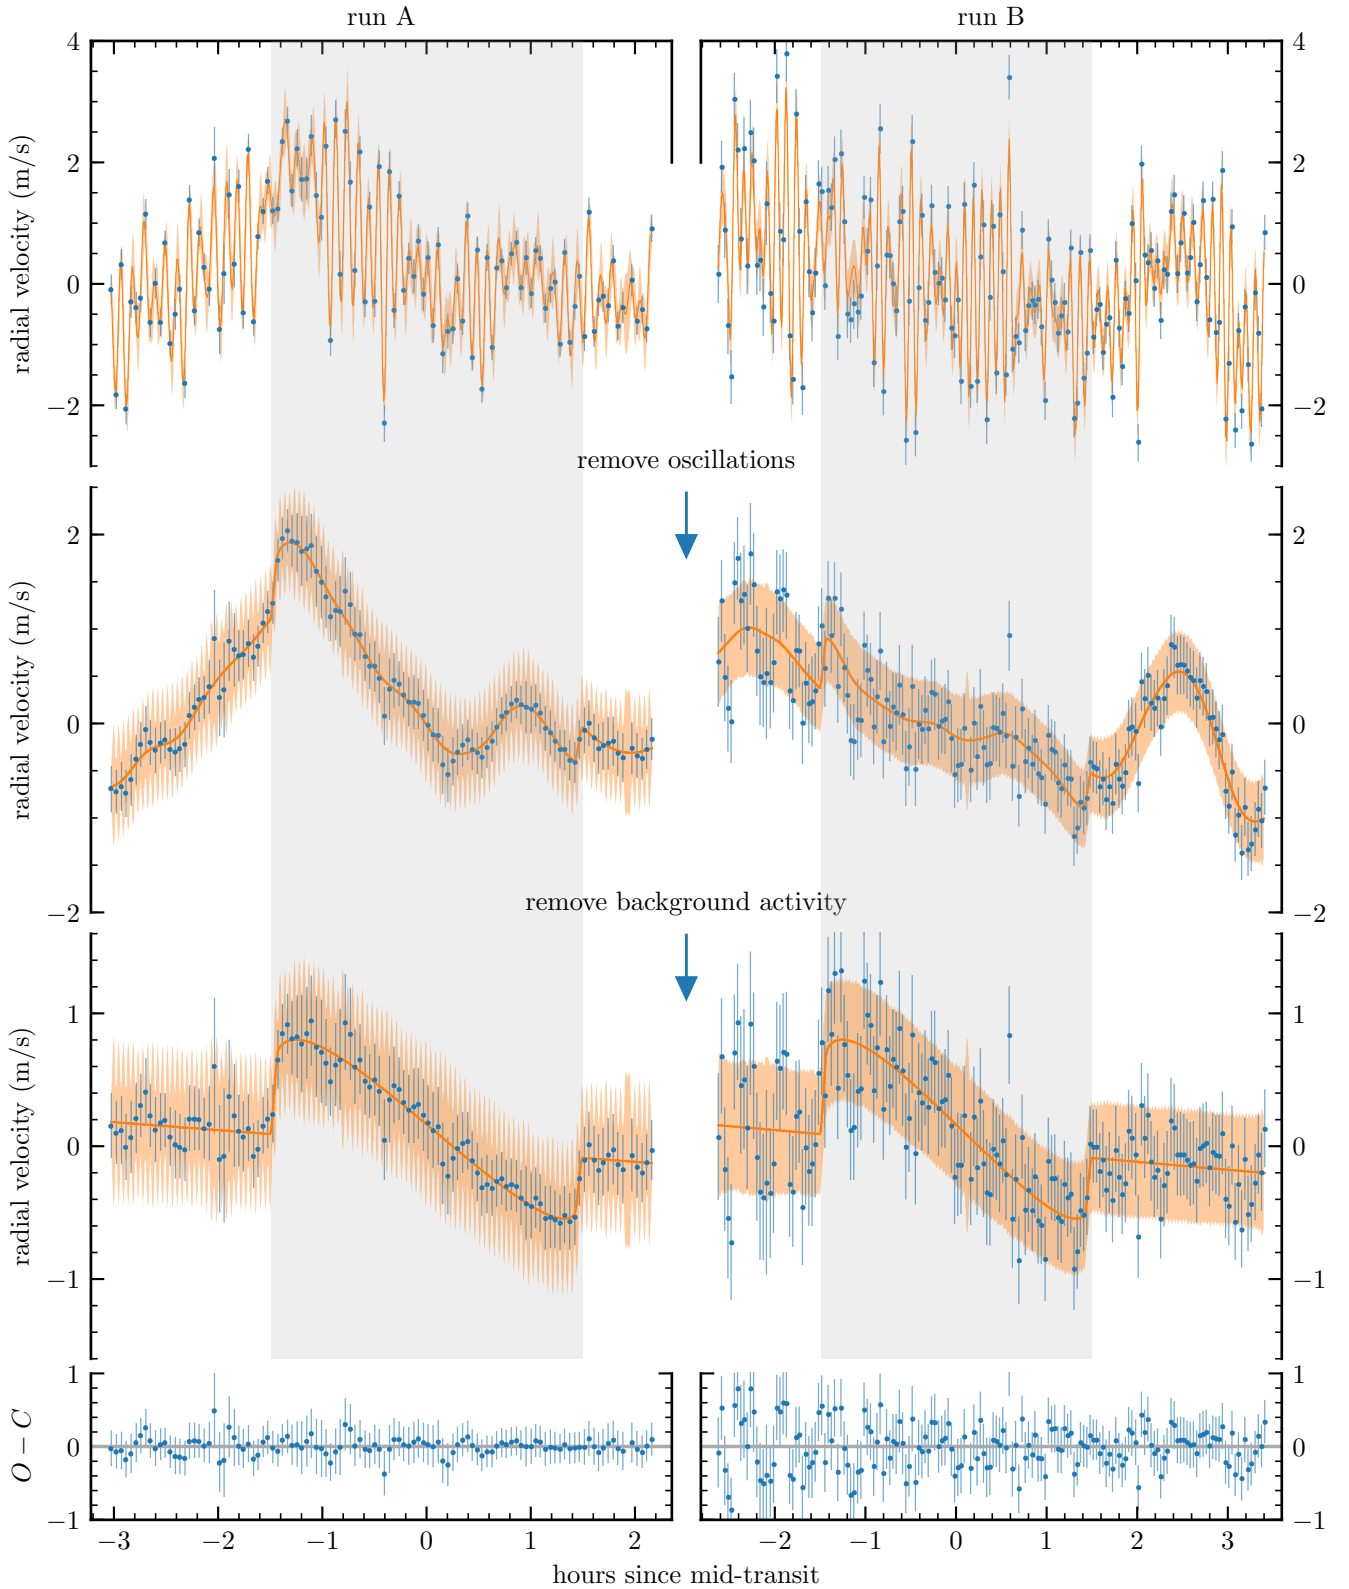 run A
run B
4
2
0
−2
radial velocity (m/s)
4
2
0
−2
remove oscillations
2
0
−2
radial velocity (m/s)
2
0
−2
remove background activity
1
0
−1
radial velocity (m/s)
1
0
−1
1
0
−1
O − C
1
0
−1
−3 −2 −1 0 1 2
−2 −1 0 1 2 3
hours since mid-transit